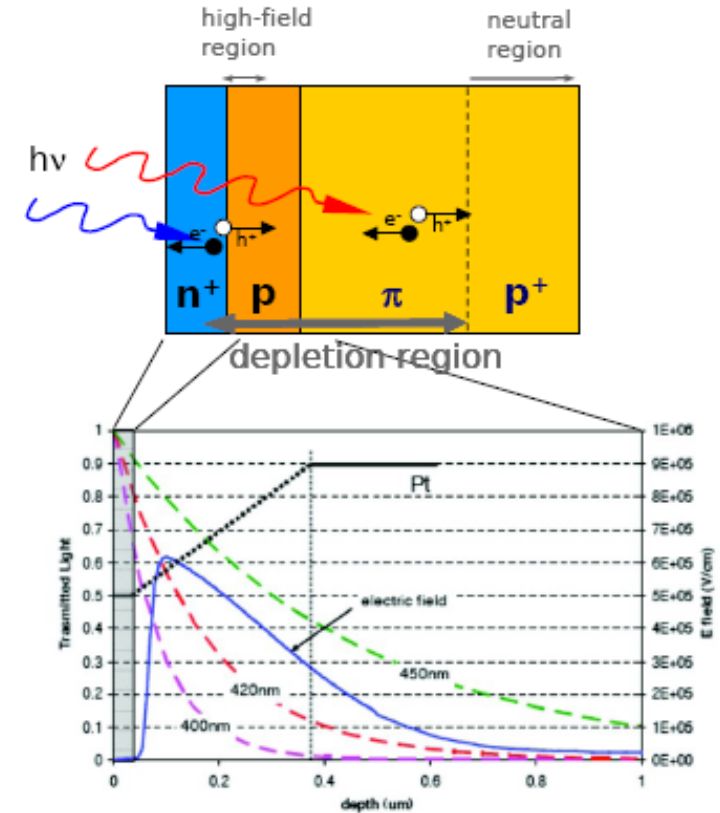 high-field
region
neutral
region
hν
e-
h+
e-
h+
n+
p
π
p+
depletion region
1
0.9
0.8
0.7
0.6
0.5
0.4
0.3
0.2
0.1
0
Trasmitted Light
1E+06
9E+05
8E+05
7E+05
6E+05
5E+05
4E+05
3E+05
2E+05
1E+05
0E+00
E field (V/cm)
Pt
electric field
450nm
420nm
400nm
0
0.2
0.4
0.6
0.8
1
depth (um)